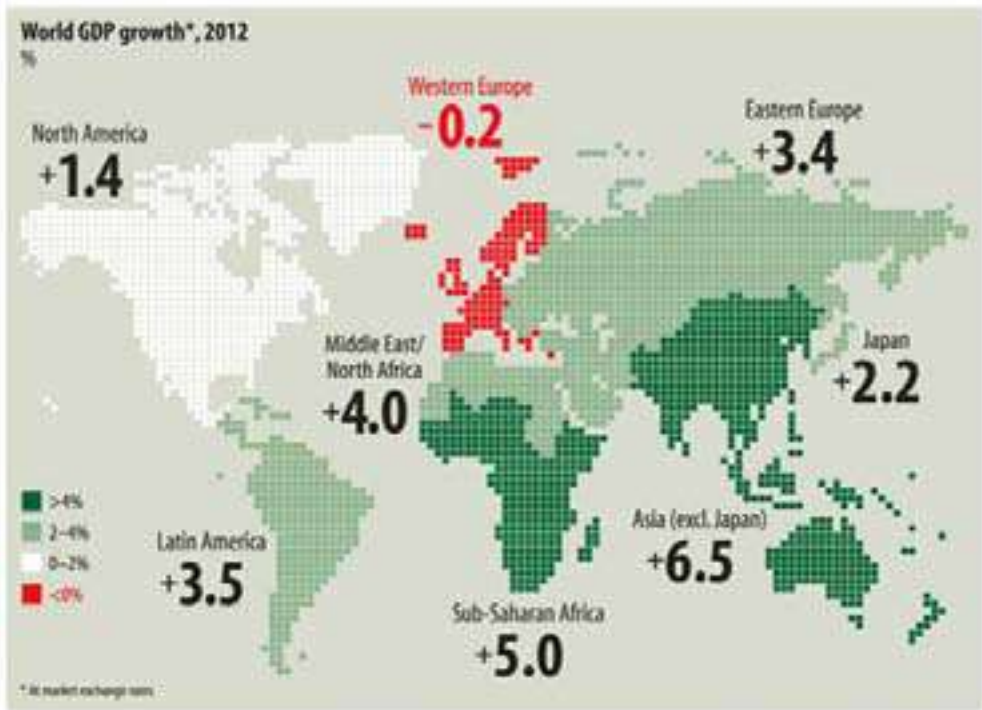 World GDP growth*, 2012
%
North America
+1.4
Western Europe
-0.2
Eastern Europe
+3.4
Middle East/
North Africa
+4.0
Japan
+2.2
>4%
2-4%
0-2%
<0%
Latin America
+3.5
Asia (excl. Japan)
+6.5
Sub-Saharan Africa
+5.0
* At market exchange rates